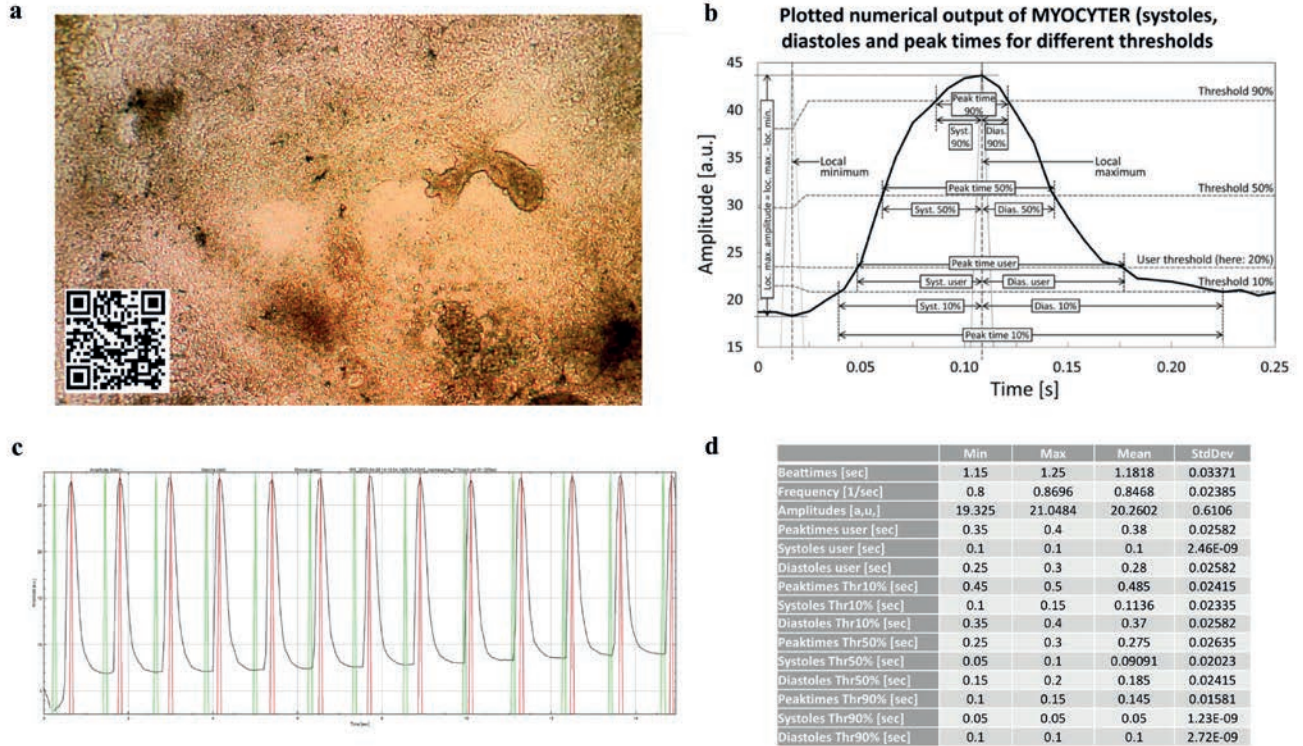 a
b
Plotted numerical output of MYOCYTER (systoles,
diastoles and peak times for different thresholds
45
40
35
30
25
20
15
Amplitude [a.u.]
Loc. max. amplitude = loc. max. - loc. min.
Threshold 90%
Peak time
90%
Syst.
90%
Dias.
90%
Local
minimum
Local
maximum
Peak time 50%
Threshold 50%
Syst. 50%
Dias. 50%
User threshold (here: 20%)
Peak time user
Syst. user
Dias. user
Threshold 10%
Syst. 10%
Dias. 10%
Peak time 10%
0
0.05
0.10
0.15
0.20
0.25
Time [s]
c
d
Min Max Mean StdDev
Beattimes [sec] 1.15 1.25 1.1818 0.03371
Frequency [1/sec] 0.8 0.8696 0.8468 0.02385
Amplitudes [a,u,] 19.325 21.0484 20.2602 0.6106
Peaktimes user [sec] 0.35 0.4 0.38 0.02582
Systoles user [sec] 0.1 0.1 0.1 2.46E-09
Diastoles user [sec] 0.25 0.3 0.28 0.02582
Peaktimes Thr10% [sec] 0.45 0.5 0.485 0.02415
Systoles Thr10% [sec] 0.1 0.15 0.1136 0.02335
Diastoles Thr10% [sec] 0.35 0.4 0.37 0.02582
Peaktimes Thr50% [sec] 0.25 0.3 0.275 0.02635
Systoles Thr50% [sec] 0.05 0.1 0.09091 0.02023
Diastoles Thr50% [sec] 0.15 0.2 0.185 0.02415
Peaktimes Thr90% [sec] 0.1 0.15 0.145 0.01581
Systoles Thr90% [sec] 0.05 0.05 0.05 1.23E-09
Diastoles Thr90% [sec] 0.1 0.1 0.1 2.72E-09